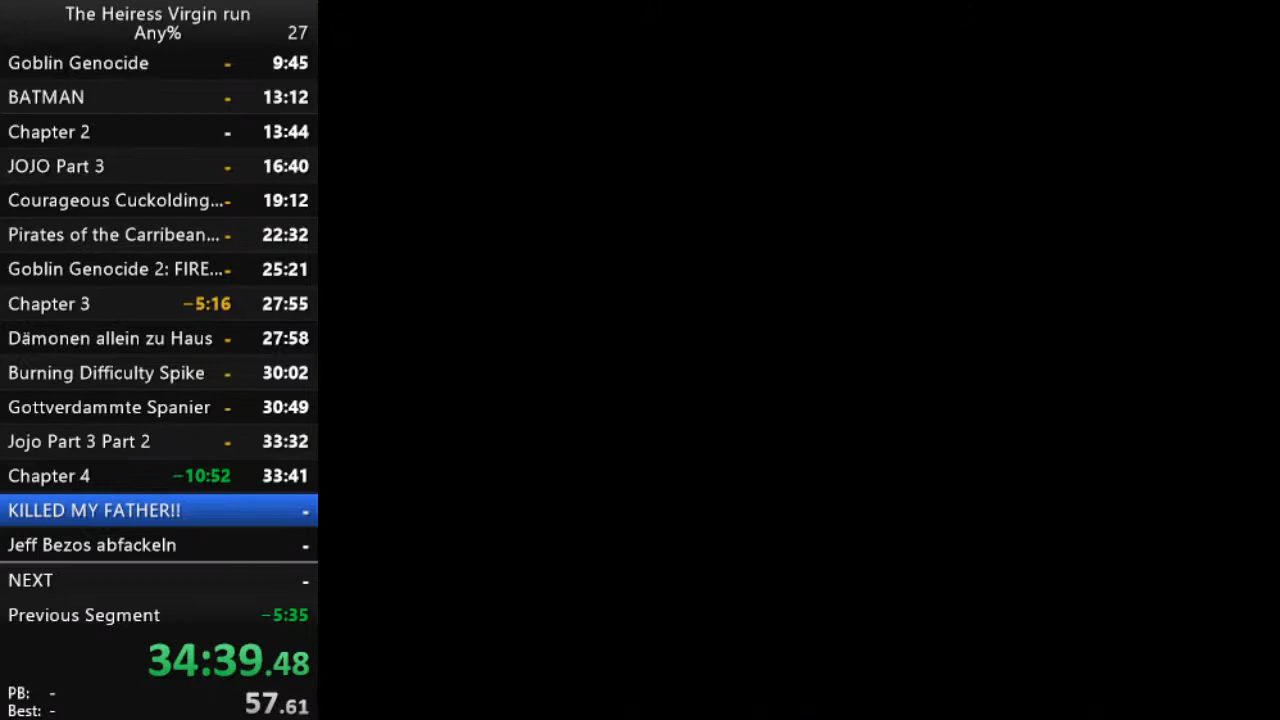 The Heiress Virgin run
Any% 27
Goblin Genocide - 9:45
BATMAN - 13:12
Chapter 2 - 13:44
JOJO Part 3 - 16:40
Courageous Cuckolding...- 19:12
Pirates of the Carribean... - 22:32
Goblin Genocide 2: FIRE...- 25:21
Chapter 3 −5:16 27:55
Dämonen allein zu Haus - 27:58
Burning Difficulty Spike - 30:02
Gottverdammte Spanier - 30:49
Jojo Part 3 Part 2 - 33:32
Chapter 4 −10:52 33:41
KILLED MY FATHER!! -
Jeff Bezos abfackeln -
NEXT -
Previous Segment −5:35
34:39.48
PB: -
Best: - 57.61